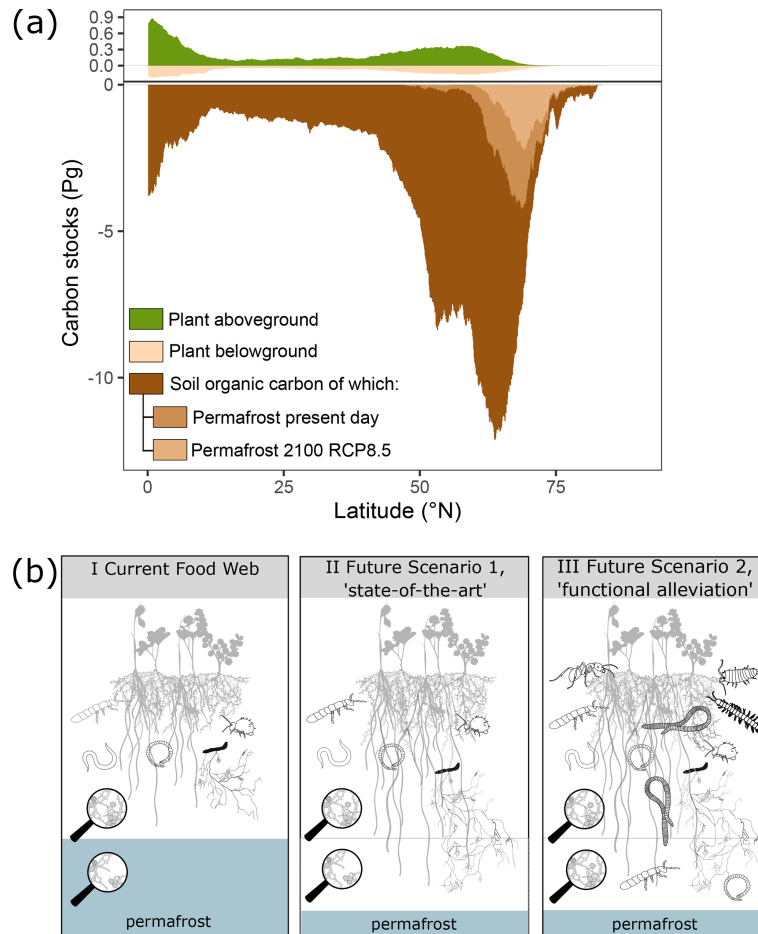 (a)
0.9
0.6
0.3
0.0
0
-5
-10
Carbon stocks (Pg)
Plant aboveground
Plant belowground
Soil organic carbon of which:
Permafrost present day
Permafrost 2100 RCP8.5
0 25 50 75
Latitude (°N)
(b)
I Current Food Web
permafrost
II Future Scenario 1,
'state-of-the-art'
permafrost
III Future Scenario 2,
'functional alleviation'
permafrost